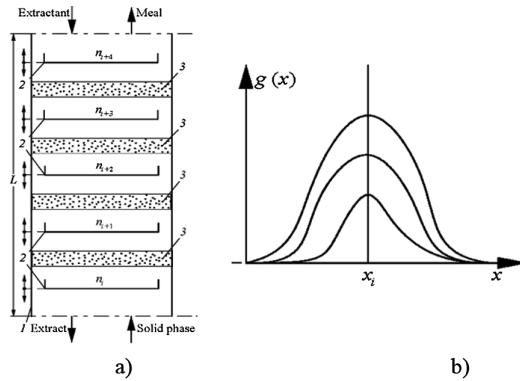 Extractant Meal
n_{i+4}
3
2
n_{i+3}
3
2
n_{i+2}
3
L
n_{i+1}
3
2
n_i
1 Extract Solid phase
a)
g (x)
x_i x
b)